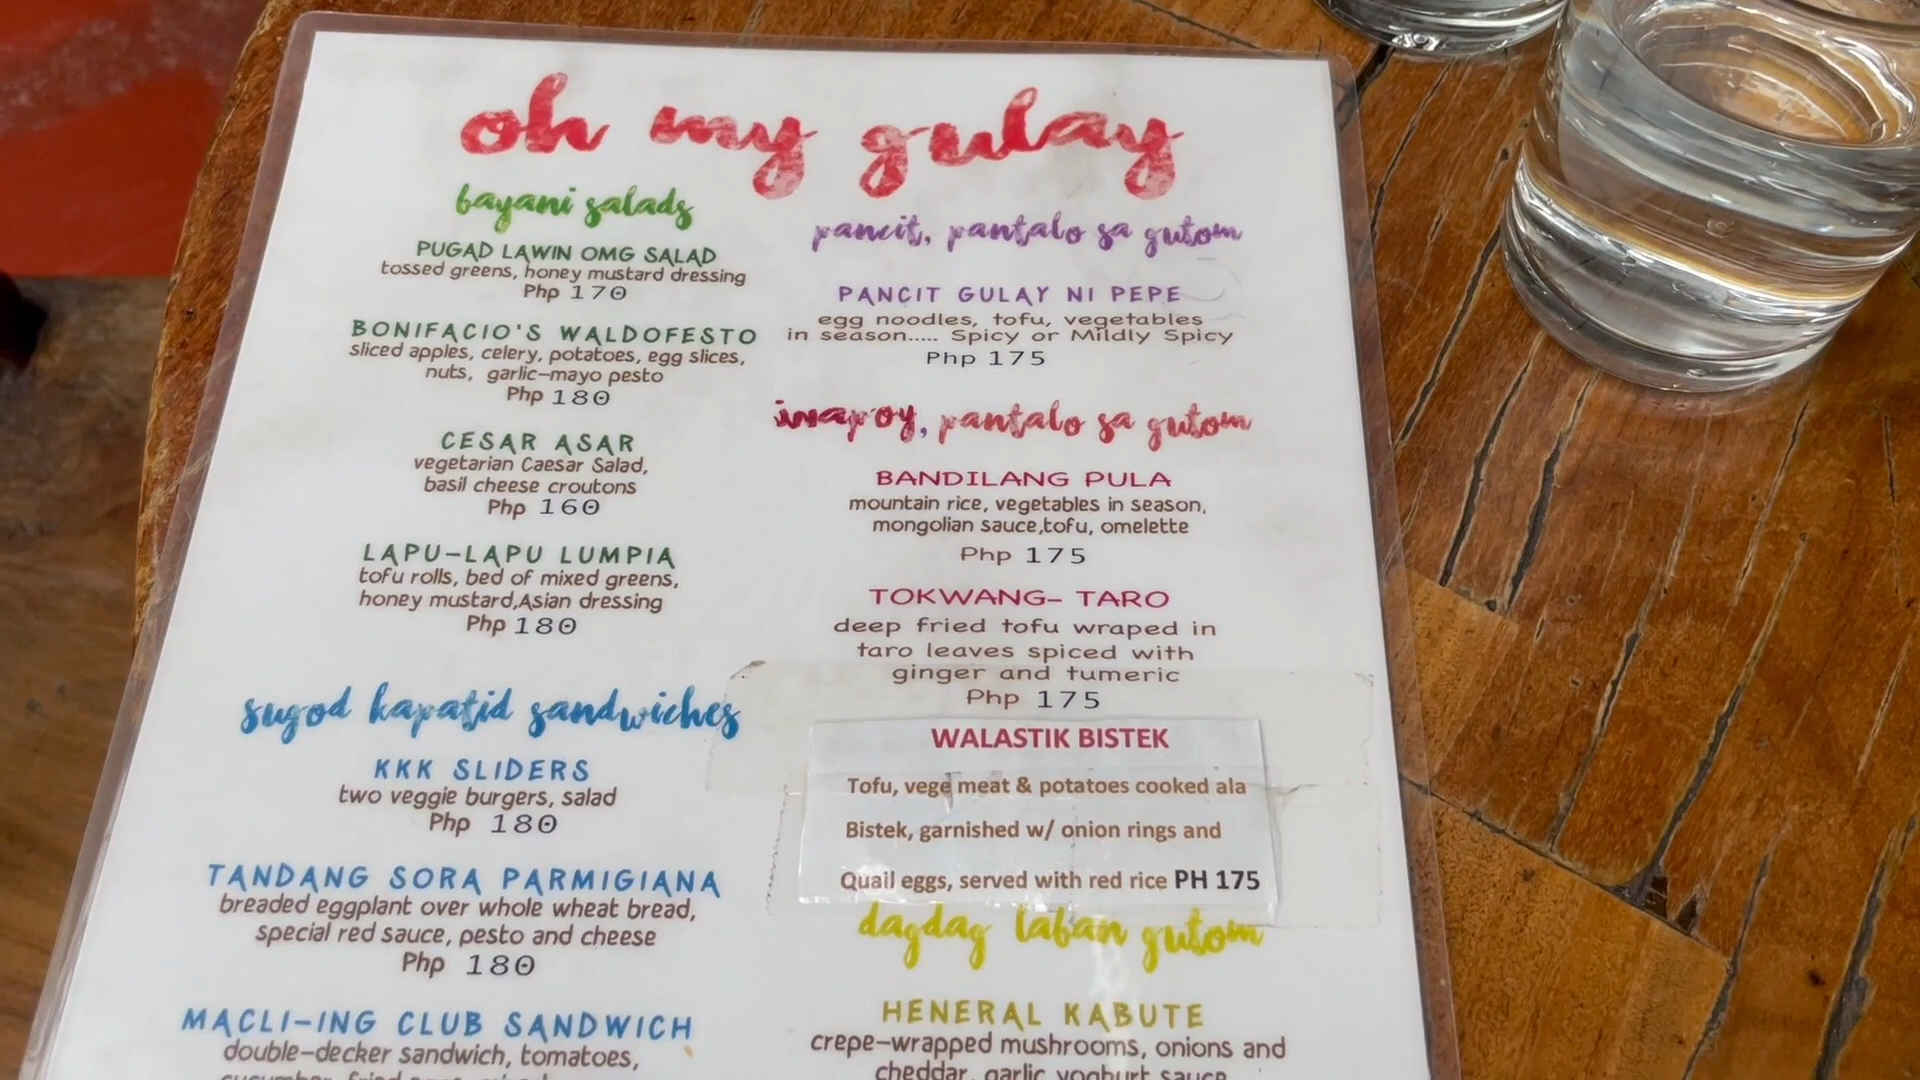 oh my gulay
bayani salads
PUGAD LAWIN OMG SALAD
tossed greens, honey mustard dressing
Php 170
BONIFACIO'S WALDOFESTO
sliced apples, celery, potatoes, egg slices,
nuts, garlic-mayo pesto
Php 180
CESAR ASAR
vegetarian Caesar Salad,
basil cheese croutons
Php 160
LAPU-LAPU LUMPIA
tofu rolls, bed of mixed greens,
honey mustard,Asian dressing
Php 180
sugod kapatid sandwiches
KKK SLIDERS
two veggie burgers, salad
Php 180
TANDANG SORA PARMIGIANA
breaded eggplant over whole wheat bread,
special red sauce, pesto and cheese
Php 180
MACLI-ING CLUB SANDWICH
double-decker sandwich, tomatoes,
pancit, pantalo sa gutom
PANCIT GULAY NI PEPE
egg noodles, tofu, vegetables
in season..... Spicy or Mildly Spicy
Php 175
inapoy, pantalo sa gutom
BANDILANG PULA
mountain rice, vegetables in season,
mongolian sauce,tofu, omelette
Php 175
TOKWANG- TARO
deep fried tofu wraped in
taro leaves spiced with
ginger and tumeric
Php 175
WALASTIK BISTEK
Tofu, vege meat & potatoes cooked ala
Bistek, garnished w/ onion rings and
Quail eggs, served with red rice PH 175
dagdag laban gutom
HENERAL KABUTE
crepe-wrapped mushrooms, onions and
cheddar, garlic yoghurt sauce